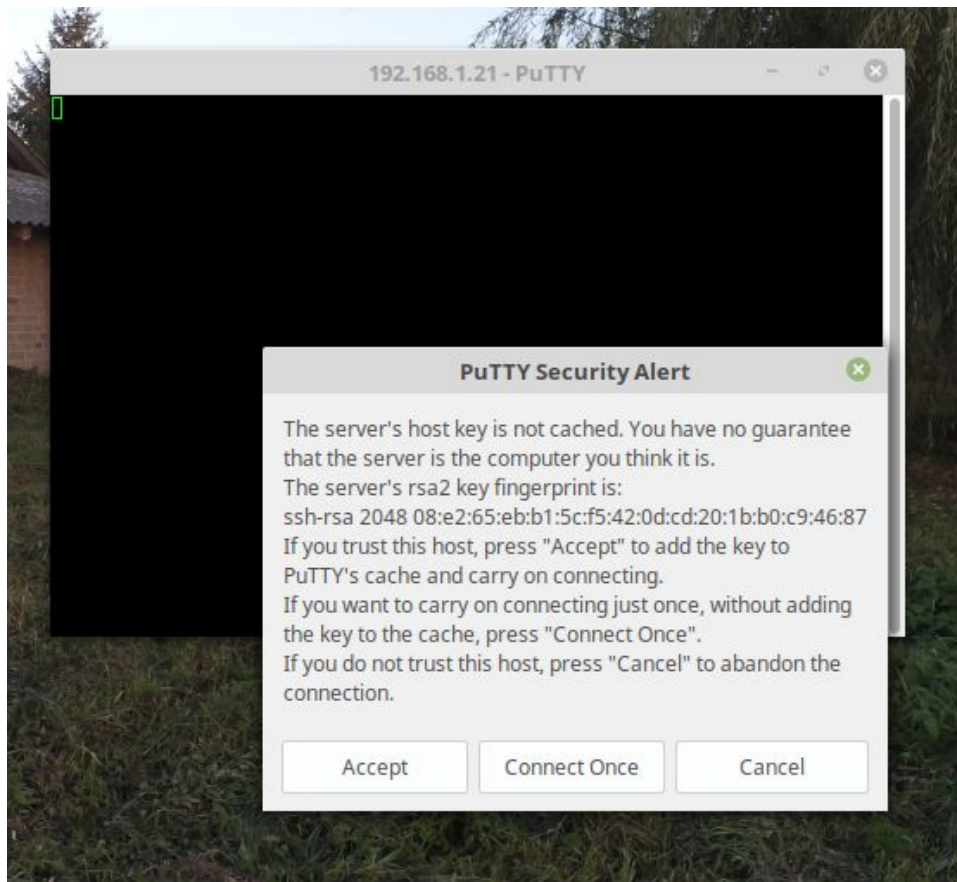 192.168.1.21 - PuTTY
PuTTY Security Alert
The server's host key is not cached. You have no guarantee
that the server is the computer you think it is.
The server's rsa2 key fingerprint is:
ssh-rsa 2048 08:e2:65:eb:b1:5c:f5:42:0d:cd:20:1b:b0:c9:46:87
If you trust this host, press "Accept" to add the key to
PuTTY's cache and carry on connecting.
If you want to carry on connecting just once, without adding
the key to the cache, press "Connect Once".
If you do not trust this host, press "Cancel" to abandon the
connection.
Accept Connect Once Cancel